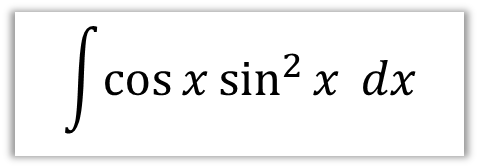 ∫ cos x sin² x dx